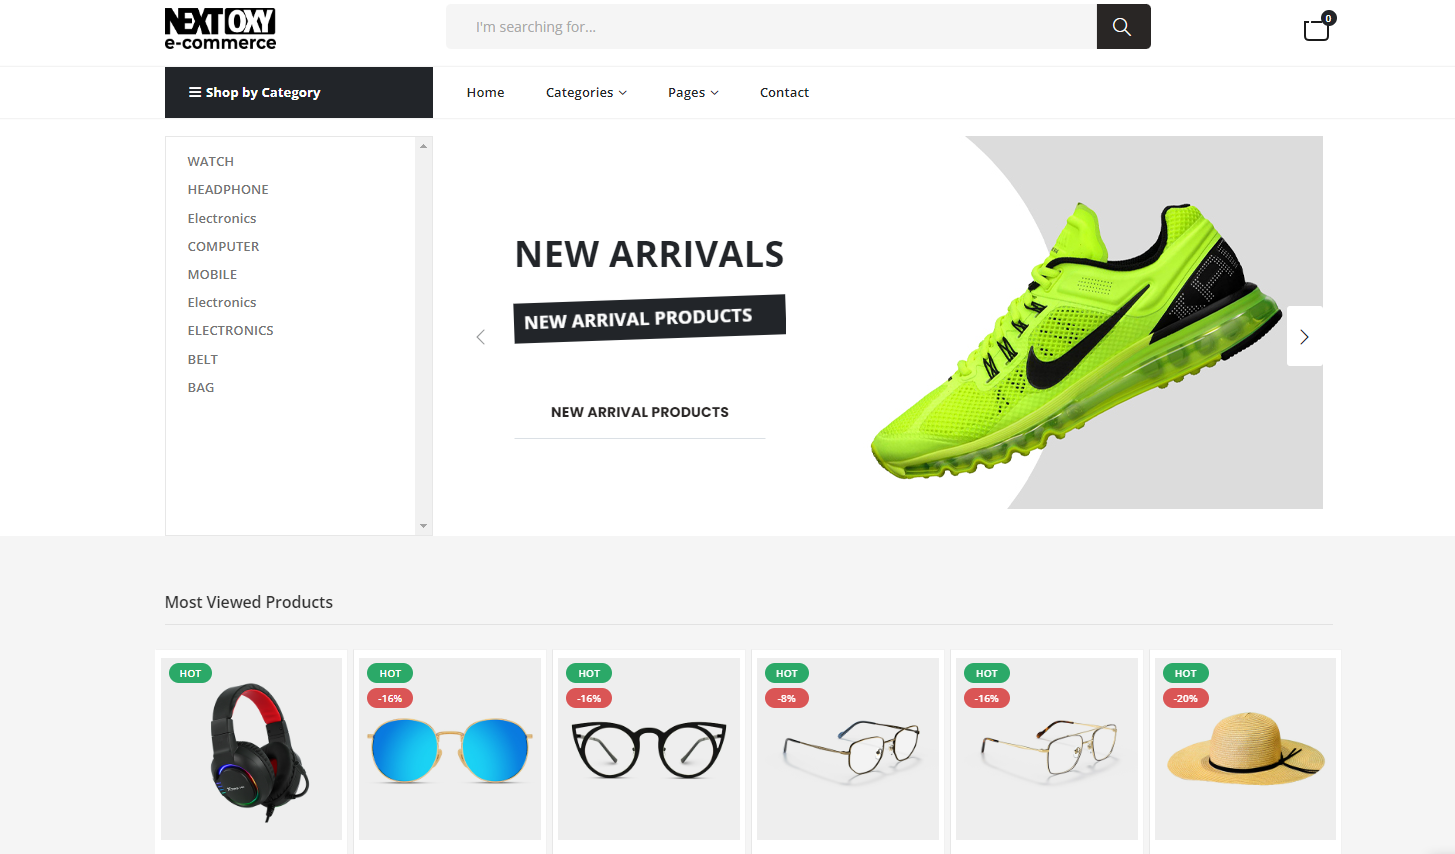 NEXT OXY
e-commerce
I'm searching for...
0
Shop by Category
Home
Categories
Pages
Contact
WATCH
HEADPHONE
Electronics
COMPUTER
MOBILE
Electronics
ELECTRONICS
BELT
BAG
NEW ARRIVALS
NEW ARRIVAL PRODUCTS
NEW ARRIVAL PRODUCTS
Most Viewed Products
HOT
HOT
-16%
HOT
-16%
HOT
-8%
HOT
-16%
HOT
-20%